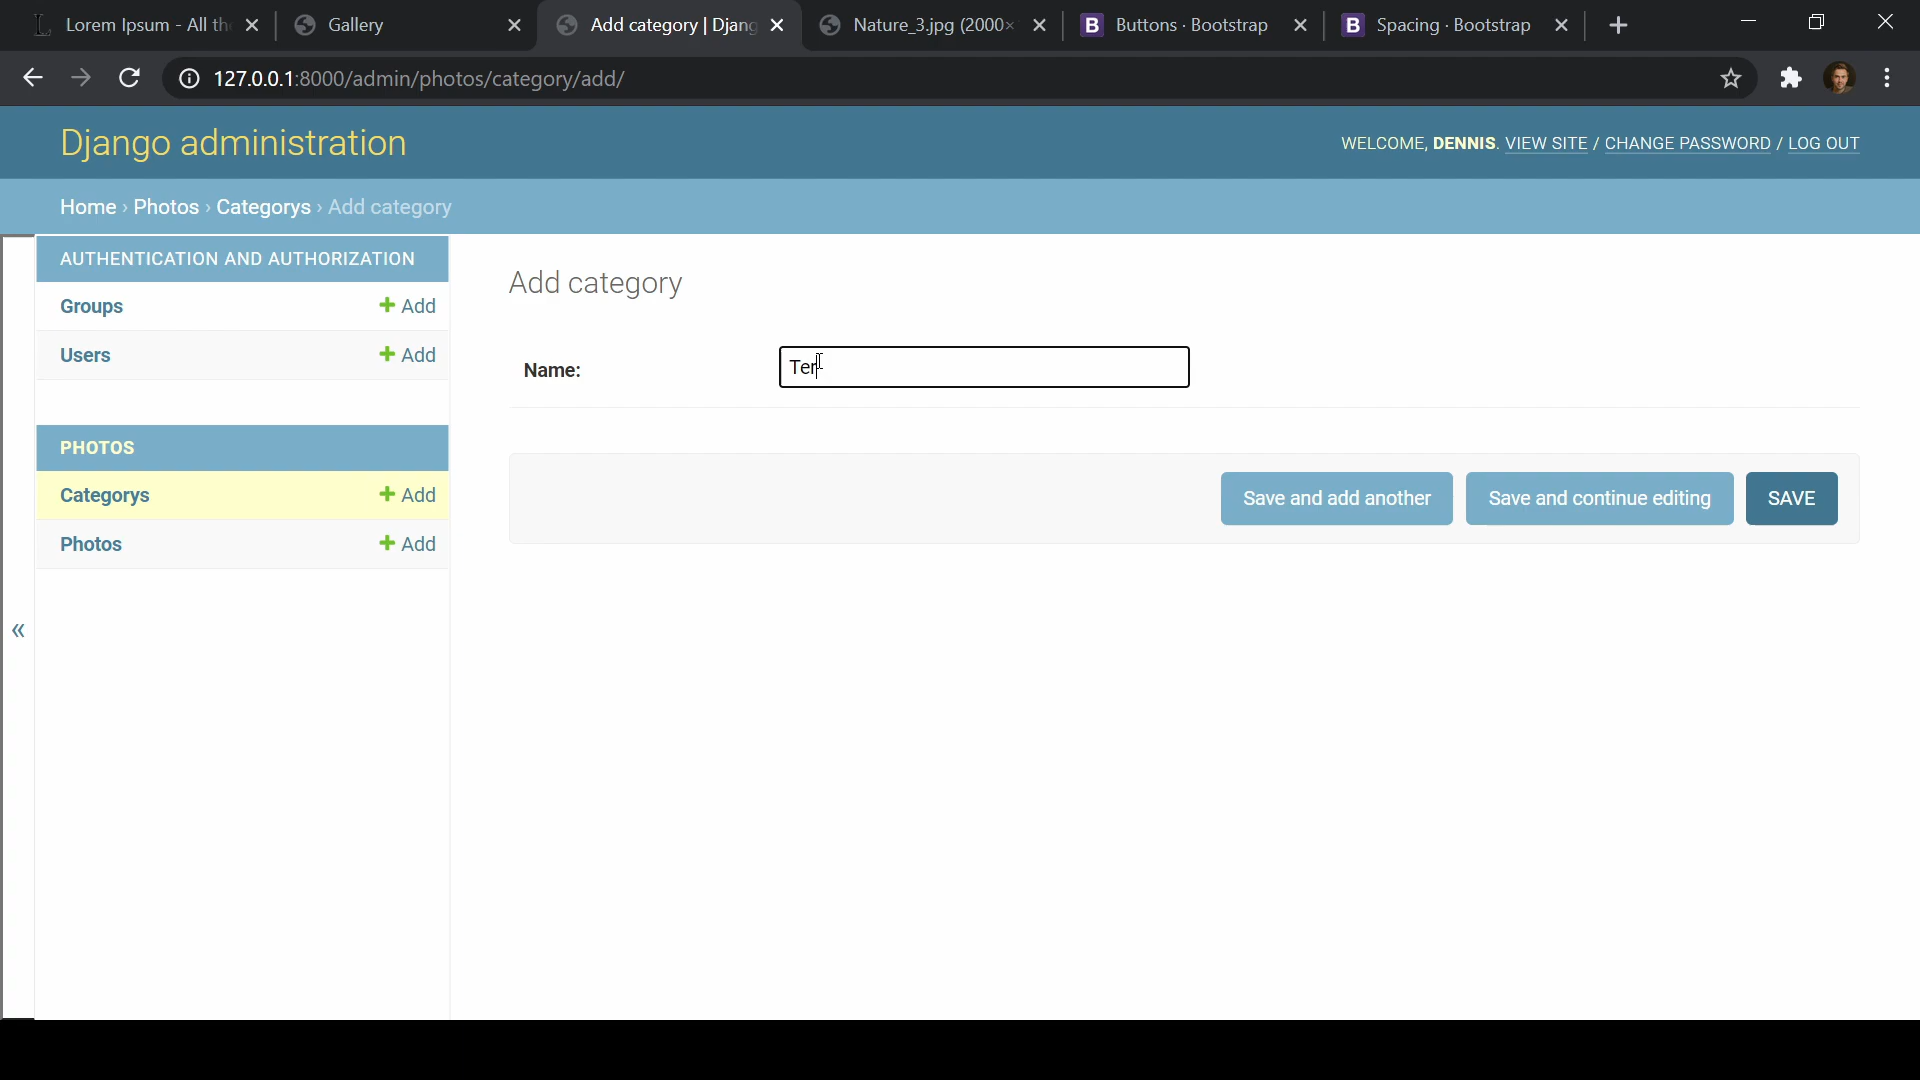 Lorem Ipsum - All th
Gallery
Add category | Djang
Nature_3.jpg (2000×
B Buttons · Bootstrap
B Spacing · Bootstrap
127.0.0.1:8000/admin/photos/category/add/
Django administration
WELCOME, DENNIS. VIEW SITE / CHANGE PASSWORD / LOG OUT
Home › Photos › Categorys › Add category
AUTHENTICATION AND AUTHORIZATION
Groups + Add
Users + Add
PHOTOS
Categorys + Add
Photos + Add
«
Add category
Name: Ter
Save and add another
Save and continue editing
SAVE